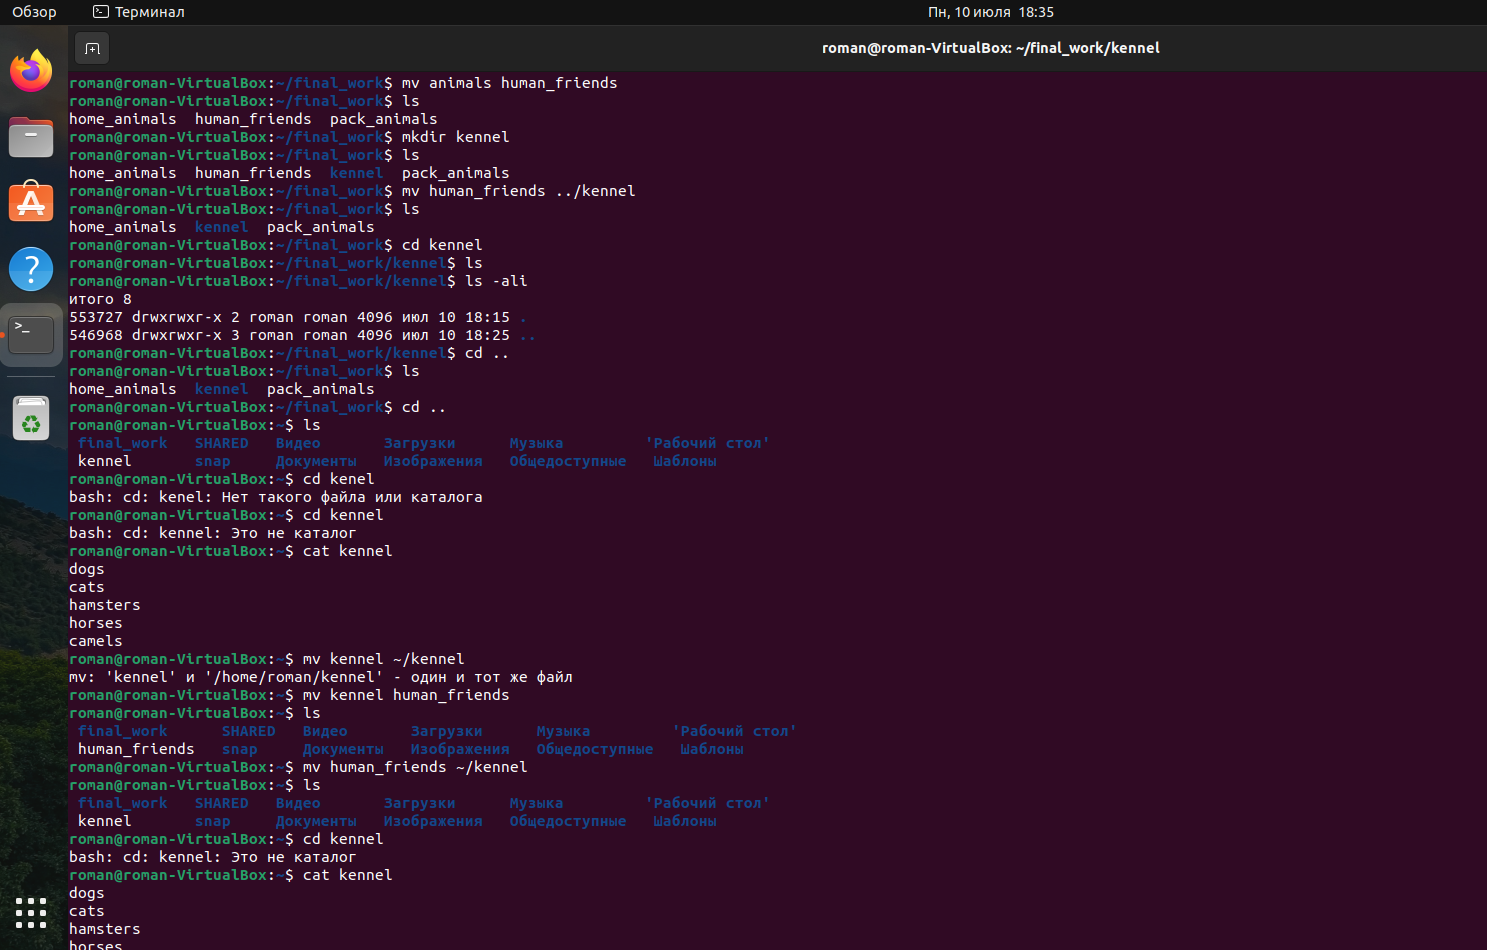 Обзор Терминал Пн, 10 июля 18:35
roman@roman-VirtualBox: ~/final_work/kennel
roman@roman-VirtualBox:~/final_work$ mv animals human_friends
roman@roman-VirtualBox:~/final_work$ ls
home_animals  human_friends  pack_animals
roman@roman-VirtualBox:~/final_work$ mkdir kennel
roman@roman-VirtualBox:~/final_work$ ls
home_animals  human_friends  kennel  pack_animals
roman@roman-VirtualBox:~/final_work$ mv human_friends ../kennel
roman@roman-VirtualBox:~/final_work$ ls
home_animals  kennel  pack_animals
roman@roman-VirtualBox:~/final_work$ cd kennel
roman@roman-VirtualBox:~/final_work/kennel$ ls
roman@roman-VirtualBox:~/final_work/kennel$ ls -ali
итого 8
553727 drwxrwxr-x 2 roman roman 4096 июл 10 18:15 .
546968 drwxrwxr-x 3 roman roman 4096 июл 10 18:25 ..
roman@roman-VirtualBox:~/final_work/kennel$ cd ..
roman@roman-VirtualBox:~/final_work$ ls
home_animals  kennel  pack_animals
roman@roman-VirtualBox:~/final_work$ cd ..
roman@roman-VirtualBox:~$ ls
final_work   SHARED   Видео       Загрузки      Музыка         'Рабочий стол'
kennel       snap     Документы   Изображения   Общедоступные   Шаблоны
roman@roman-VirtualBox:~$ cd kenel
bash: cd: kenel: Нет такого файла или каталога
roman@roman-VirtualBox:~$ cd kennel
bash: cd: kennel: Это не каталог
roman@roman-VirtualBox:~$ cat kennel
dogs
cats
hamsters
horses
camels
roman@roman-VirtualBox:~$ mv kennel ~/kennel
mv: 'kennel' и '/home/roman/kennel' - один и тот же файл
roman@roman-VirtualBox:~$ mv kennel human_friends
roman@roman-VirtualBox:~$ ls
final_work      SHARED   Видео       Загрузки      Музыка         'Рабочий стол'
human_friends   snap     Документы   Изображения   Общедоступные   Шаблоны
roman@roman-VirtualBox:~$ mv human_friends ~/kennel
roman@roman-VirtualBox:~$ ls
final_work   SHARED   Видео       Загрузки      Музыка         'Рабочий стол'
kennel       snap     Документы   Изображения   Общедоступные   Шаблоны
roman@roman-VirtualBox:~$ cd kennel
bash: cd: kennel: Это не каталог
roman@roman-VirtualBox:~$ cat kennel
dogs
cats
hamsters
horses